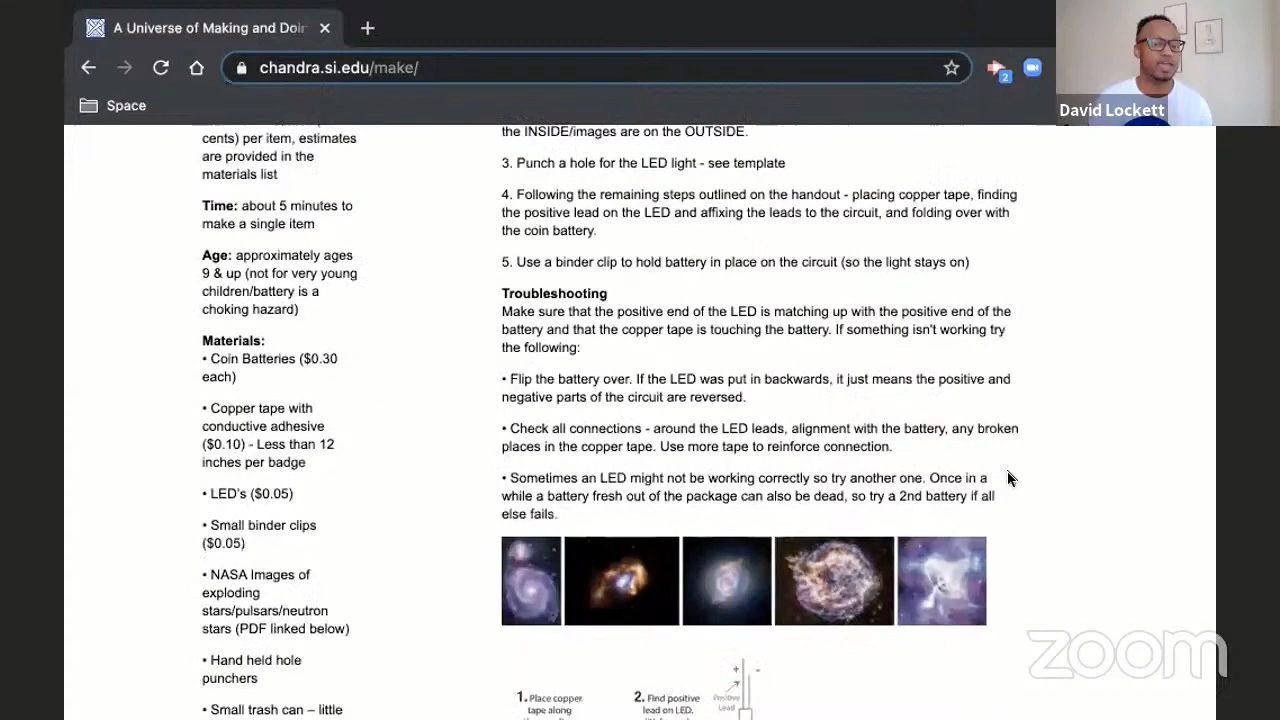 A Universe of Making and Doin
chandra.si.edu/make/
2
Space
David Lockett
cents) per item, estimates
are provided in the
materials list
Time: about 5 minutes to
make a single item
Age: approximately ages
9 & up (not for very young
children/battery is a
choking hazard)
Materials:
• Coin Batteries ($0.30
each)
• Copper tape with
conductive adhesive
($0.10) - Less than 12
inches per badge
• LED's ($0.05)
• Small binder clips
($0.05)
• NASA Images of
exploding
stars/pulsars/neutron
stars (PDF linked below)
• Hand held hole
punchers
• Small trash can – little
the INSIDE/images are on the OUTSIDE.
3. Punch a hole for the LED light - see template
4. Following the remaining steps outlined on the handout - placing copper tape, finding
the positive lead on the LED and affixing the leads to the circuit, and folding over with
the coin battery.
5. Use a binder clip to hold battery in place on the circuit (so the light stays on)
Troubleshooting
Make sure that the positive end of the LED is matching up with the positive end of the
battery and that the copper tape is touching the battery. If something isn't working try
the following:
• Flip the battery over. If the LED was put in backwards, it just means the positive and
negative parts of the circuit are reversed.
• Check all connections - around the LED leads, alignment with the battery, any broken
places in the copper tape. Use more tape to reinforce connection.
• Sometimes an LED might not be working correctly so try another one. Once in a
while a battery fresh out of the package can also be dead, so try a 2nd battery if all
else fails.
1. Place copper
tape along
2. Find positive
lead on LED.
+ -
Positive
Lead
zoom